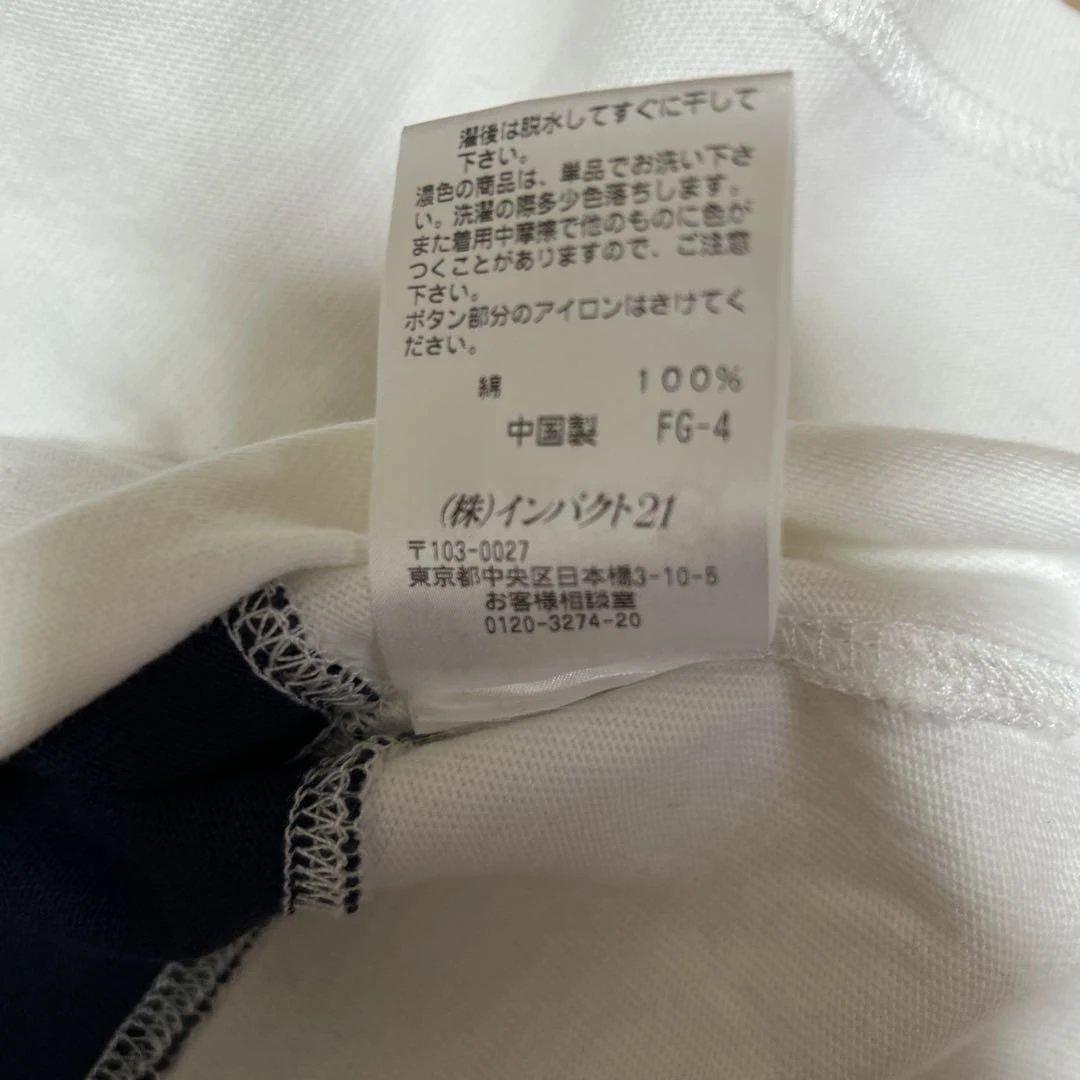 濯後は脱水してすぐに干して
下さい。
濃色の商品は、単品でお洗い下さ
い。洗濯の際多少色落ちします。
また着用中摩擦で他のものに色が
つくことがありますので、ご注意
下さい。
ボタン部分のアイロンはさけてく
ださい。
綿 100%
中国製 FG-4
(株)インパクト21
〒103-0027
東京都中央区日本橋3-10-5
お客様相談室
0120-3274-20